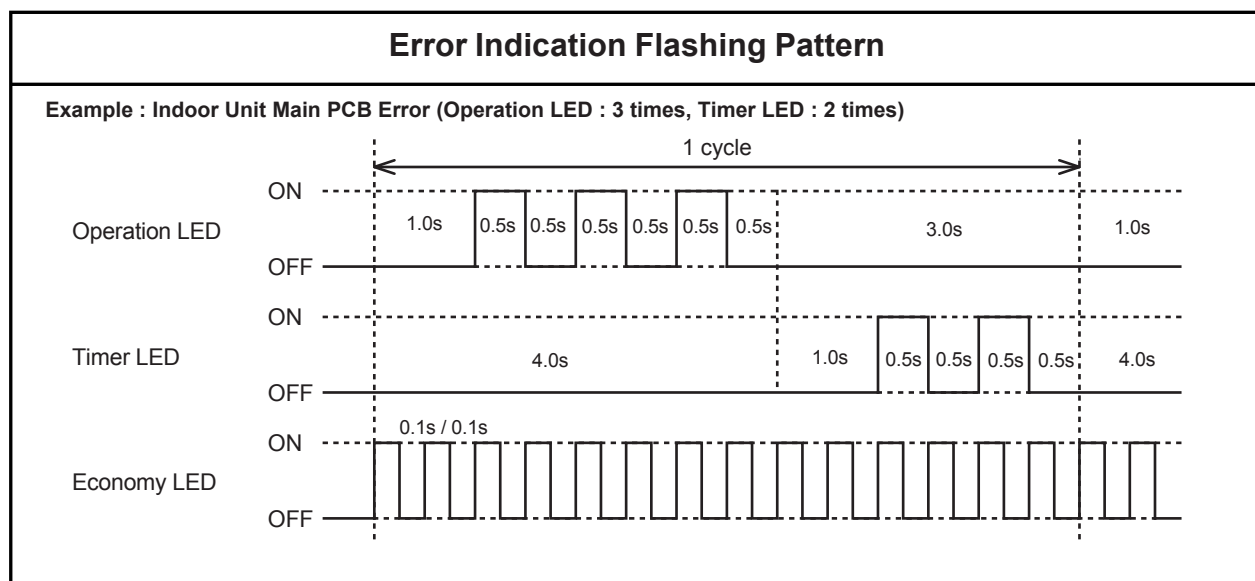 Error Indication Flashing Pattern
Example : Indoor Unit Main PCB Error (Operation LED : 3 times, Timer LED : 2 times)
1 cycle
ON
Operation LED
1.0s 0.5s 0.5s 0.5s 0.5s 0.5s 0.5s 3.0s 1.0s
OFF
ON
Timer LED
4.0s 1.0s 0.5s 0.5s 0.5s 0.5s 4.0s
OFF
0.1s / 0.1s
ON
Economy LED
OFF